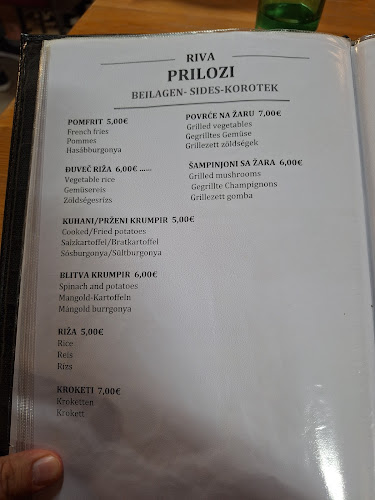 RIVA
PRILOZI
BEILAGEN- SIDES-KOROTEK
POMFRIT 5,00€
French fries
Pommes
Hasábburgonya
ĐUVEČ RIŽA 6,00€ ......
Vegetable rice
Gemüsereis
Zöldségesrizs
KUHANI/PRŽENI KRUMPIR 5,00€
Cooked/Fried potatoes
Salzkartoffel/Bratkartoffel
Sósburgonya/Sültburgonya
BLITVA KRUMPIR 6,00€
Spinach and potatoes
Mangold-Kartoffeln
Mangold burrgonya
RIŽA 5,00€
Rice
Reis
Rizs
KROKETI 7,00€
Kroketten
Krokett
POVRĆE NA ŽARU 7,00€
Grilled vegetables
Gegrilltes Gemüse
Grillezett zöldségek
ŠAMPINJONI SA ŽARA 6,00€
Grilled mushrooms
Gegrillte Champignons
Grillezett gomba